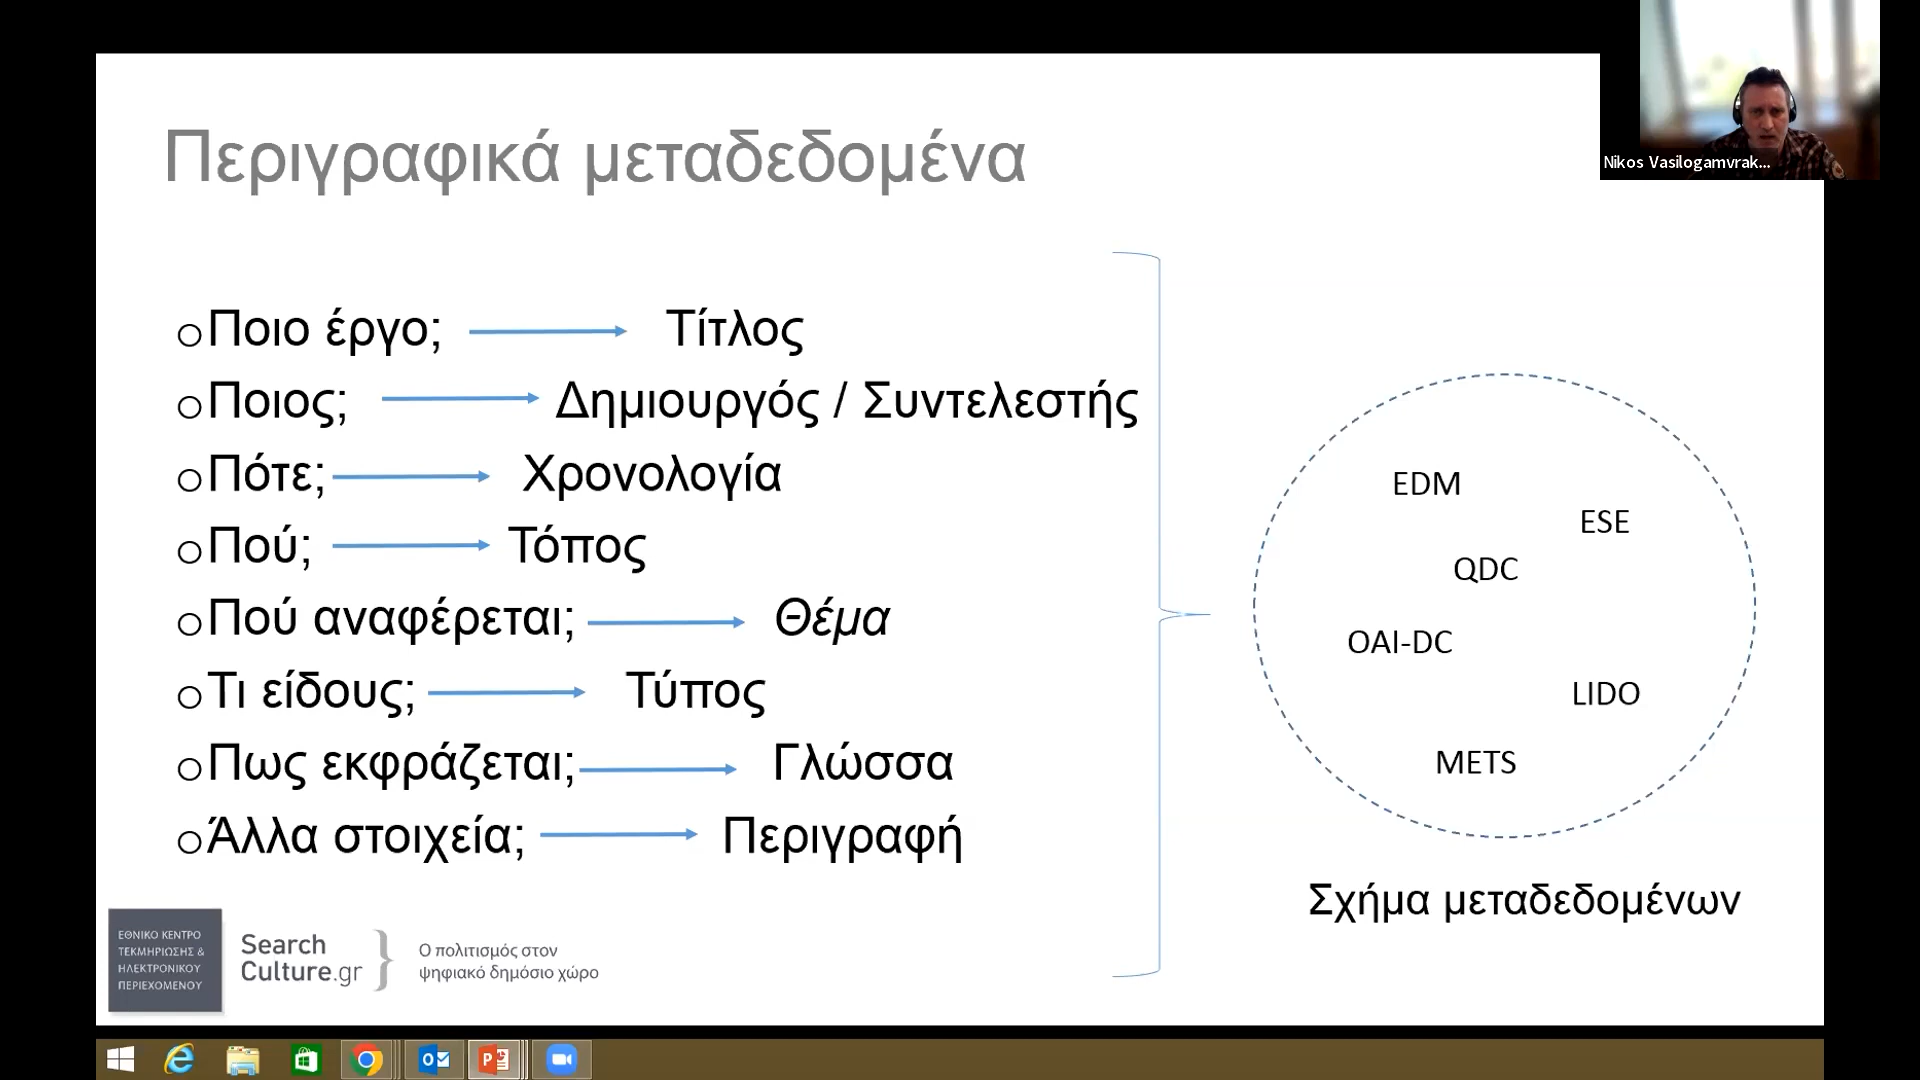 Nikos Vasilogamvrak...
Περιγραφικά μεταδεδομένα
Ποιο έργο; Τίτλος
Ποιος; Δημιουργός / Συντελεστής
Πότε; Χρονολογία
Πού; Τόπος
Πού αναφέρεται; Θέμα
Τι είδους; Τύπος
Πως εκφράζεται; Γλώσσα
Άλλα στοιχεία; Περιγραφή
EDM
ESE
QDC
OAI-DC
LIDO
METS
Σχήμα μεταδεδομένων
ΕΘΝΙΚΟ ΚΕΝΤΡΟ
ΤΕΚΜΗΡΙΩΣΗΣ &
ΗΛΕΚΤΡΟΝΙΚΟΥ
ΠΕΡΙΕΧΟΜΕΝΟΥ
Search
Culture.gr
Ο πολιτισμός στον
ψηφιακό δημόσιο χώρο